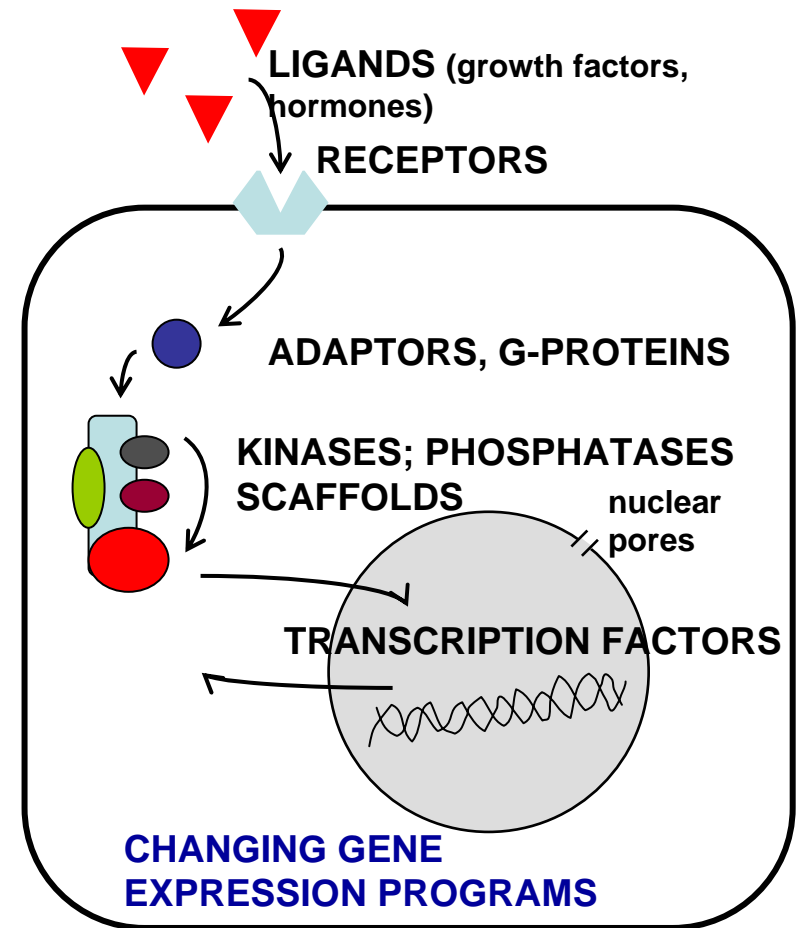 LIGANDS (growth factors,
hormones)
RECEPTORS
ADAPTORS, G-PROTEINS
KINASES; PHOSPHATASES
SCAFFOLDS
nuclear
pores
TRANSCRIPTION FACTORS
CHANGING GENE
EXPRESSION PROGRAMS